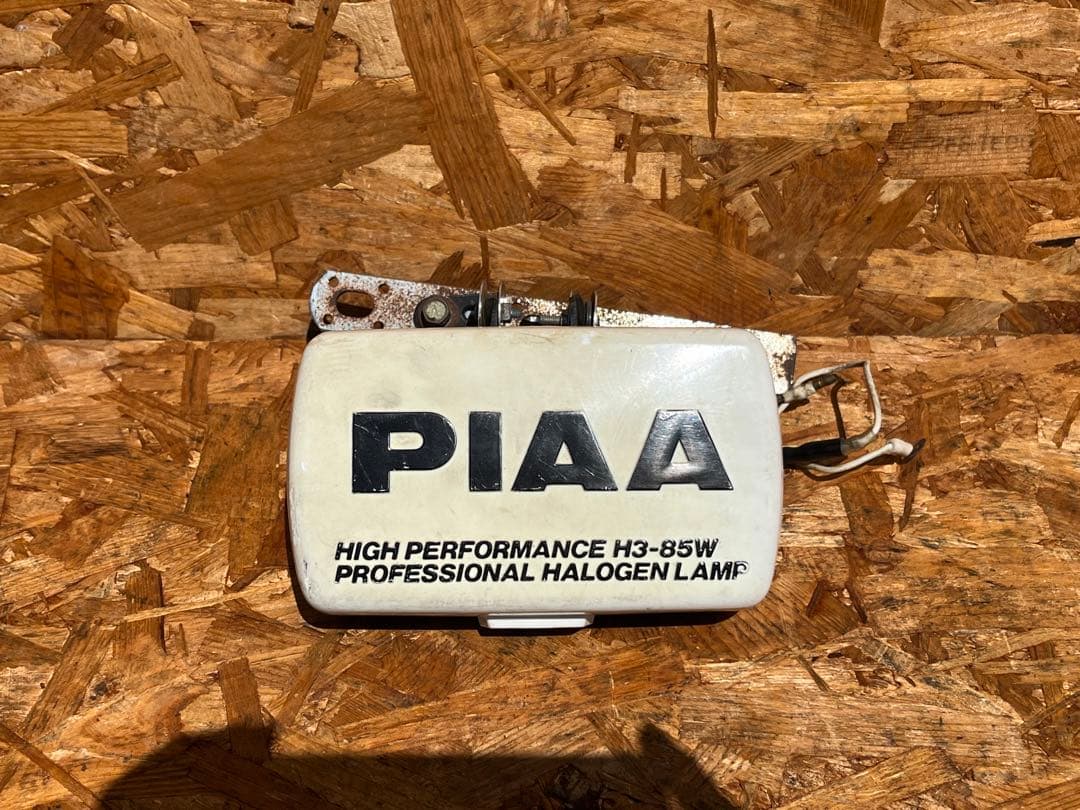 PIAA
HIGH PERFORMANCE H3-85W
PROFESSIONAL HALOGEN LAMP